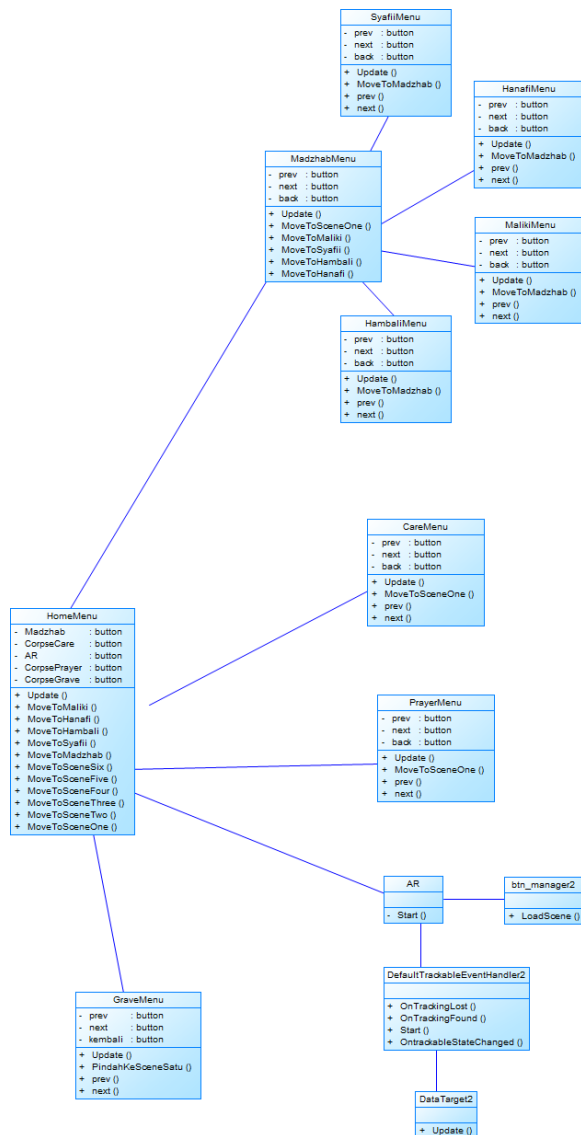 SyafiiMenu
- prev : button
- next : button
- back : button
+ Update ()
+ MoveToMadzhab ()
+ prev ()
+ next ()
HanafiMenu
- prev : button
- next : button
- back : button
+ Update ()
+ MoveToMadzhab ()
+ prev ()
+ next ()
MadzhabMenu
- prev : button
- next : button
- back : button
+ Update ()
+ MoveToSceneOne ()
+ MoveToMaliki ()
+ MoveToSyafii ()
+ MoveToHambali ()
+ MoveToHanafi ()
MalikiMenu
- prev : button
- next : button
- back : button
+ Update ()
+ MoveToMadzhab ()
+ prev ()
+ next ()
HambaliMenu
- prev : button
- next : button
- back : button
+ Update ()
+ MoveToMadzhab ()
+ prev ()
+ next ()
CareMenu
- prev : button
- next : button
- back : button
+ Update ()
+ MoveToSceneOne ()
+ prev ()
+ next ()
HomeMenu
- Madzhab : button
- CorpseCare : button
- AR : button
- CorpsePrayer : button
- CorpseGrave : button
+ Update ()
+ MoveToMaliki ()
+ MoveToHanafi ()
+ MoveToHambali ()
+ MoveToSyafii ()
+ MoveToMadzhab ()
+ MoveToSceneSix ()
+ MoveToSceneFive ()
+ MoveToSceneFour ()
+ MoveToSceneThree ()
+ MoveToSceneTwo ()
+ MoveToSceneOne ()
PrayerMenu
- prev : button
- next : button
- back : button
+ Update ()
+ MoveToSceneOne ()
+ prev ()
+ next ()
AR
- Start ()
btn_manager2
+ LoadScene ()
DefaultTrackableEventHandler2
+ OnTrackingLost ()
+ OnTrackingFound ()
+ Start ()
+ OntrackableStateChanged ()
GraveMenu
- prev : button
- next : button
- kembali : button
+ Update ()
+ PindahKeSceneSatu ()
+ prev ()
+ next ()
DataTarget2
+ Update ()